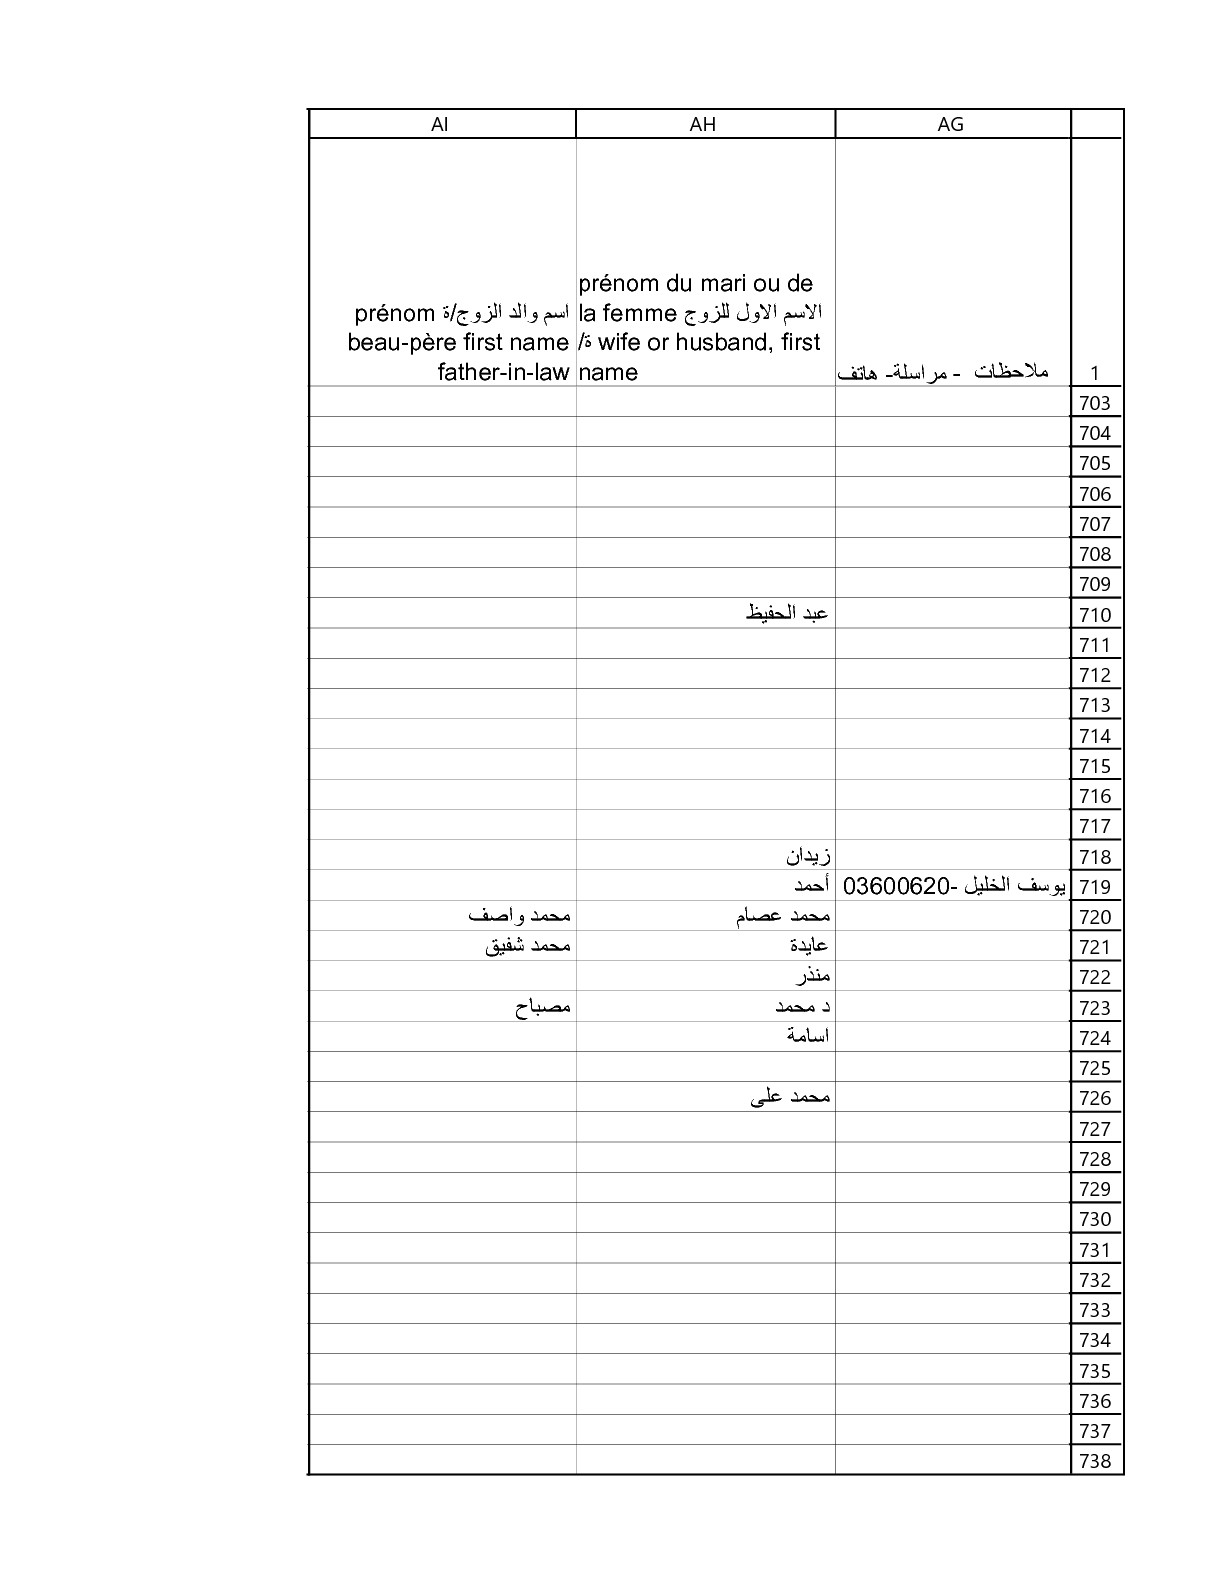 AG AH AI
1 ملاحظات - مراسلة- هاتف
prénom du mari ou de
la femme الاسم الاول للزوج
/ة wife or husband, first
name
prénom اسم والد الزوج/ة
beau-père first name
father-in-law
703
704
705
706
707
708
709
710 عبد الحفيظ
711
712
713
714
715
716
717
718 زيدان
719 يوسف الخليل -03600620 أحمد
720 محمد عصام محمد واصف
721 عايدة محمد شفيق
722 منذر
723 د محمد مصباح
724 اسامة
725
726 محمد على
727
728
729
730
731
732
733
734
735
736
737
738